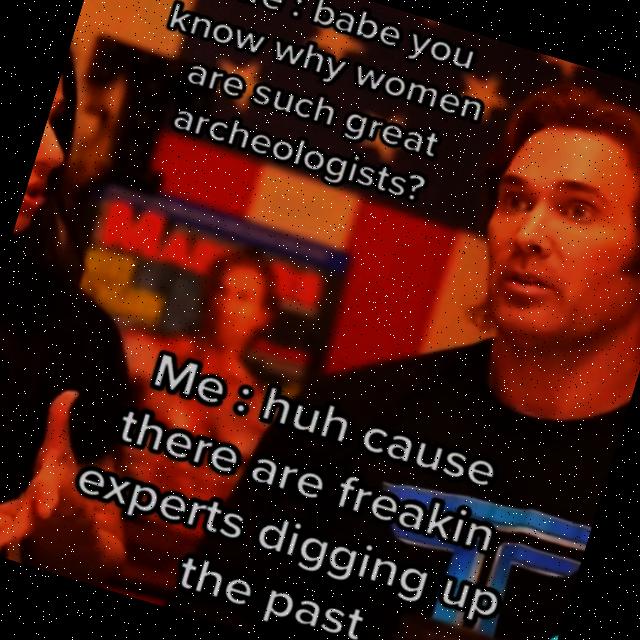 : babe you
know why women
are such great
archeologists?
Me : huh cause
there are freakin
experts digging up
the past